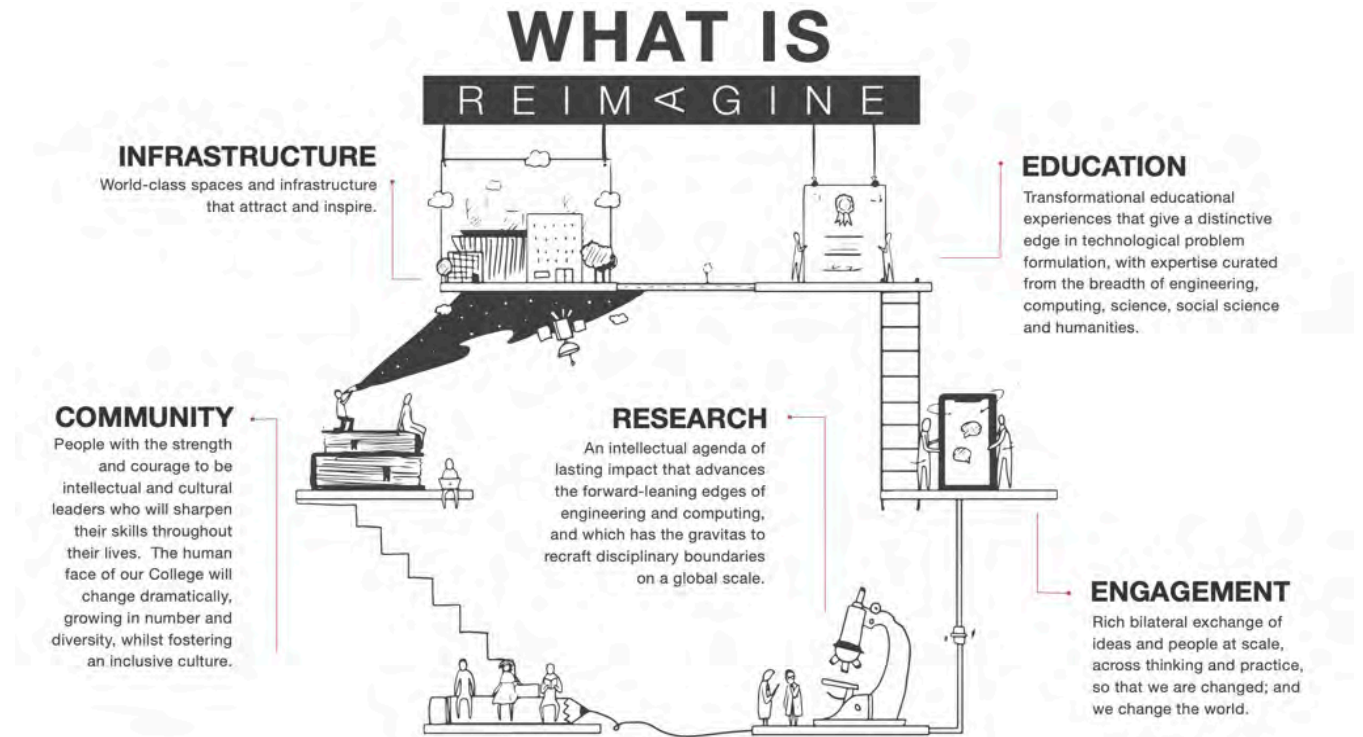 WHAT IS
REIMAGINE
INFRASTRUCTURE
World-class spaces and infrastructure
that attract and inspire.
EDUCATION
Transformational educational
experiences that give a distinctive
edge in technological problem
formulation, with expertise curated
from the breadth of engineering,
computing, science, social science
and humanities.
COMMUNITY
People with the strength
and courage to be
intellectual and cultural
leaders who will sharpen
their skills throughout
their lives. The human
face of our College will
change dramatically,
growing in number and
diversity, whilst fostering
an inclusive culture.
RESEARCH
An intellectual agenda of
lasting impact that advances
the forward-leaning edges of
engineering and computing,
and which has the gravitas to
recraft disciplinary boundaries
on a global scale.
ENGAGEMENT
Rich bilateral exchange of
ideas and people at scale,
across thinking and practice,
so that we are changed; and
we change the world.